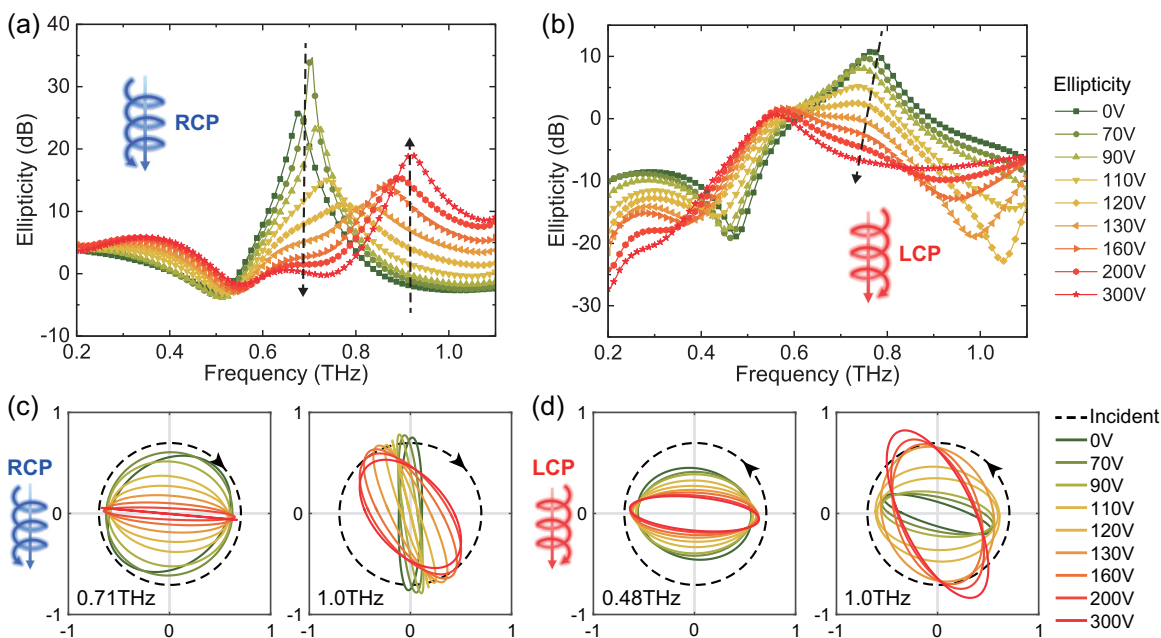 (a)
40
30
20
10
0
-10
Ellipticity (dB)
RCP
0.2 0.4 0.6 0.8 1.0
Frequency (THz)
(b)
10
0
-10
-20
-30
Ellipticity (dB)
LCP
0.2 0.4 0.6 0.8 1.0
Frequency (THz)
Ellipticity
0V
70V
90V
110V
120V
130V
160V
200V
300V
(c)
RCP
1
0
-1
0.71THz
-1 0 1
1
0
-1
1.0THz
-1 0 1
(d)
LCP
1
0
-1
0.48THz
-1 0 1
1
0
-1
1.0THz
-1 0 1
Incident
0V
70V
90V
110V
120V
130V
160V
200V
300V